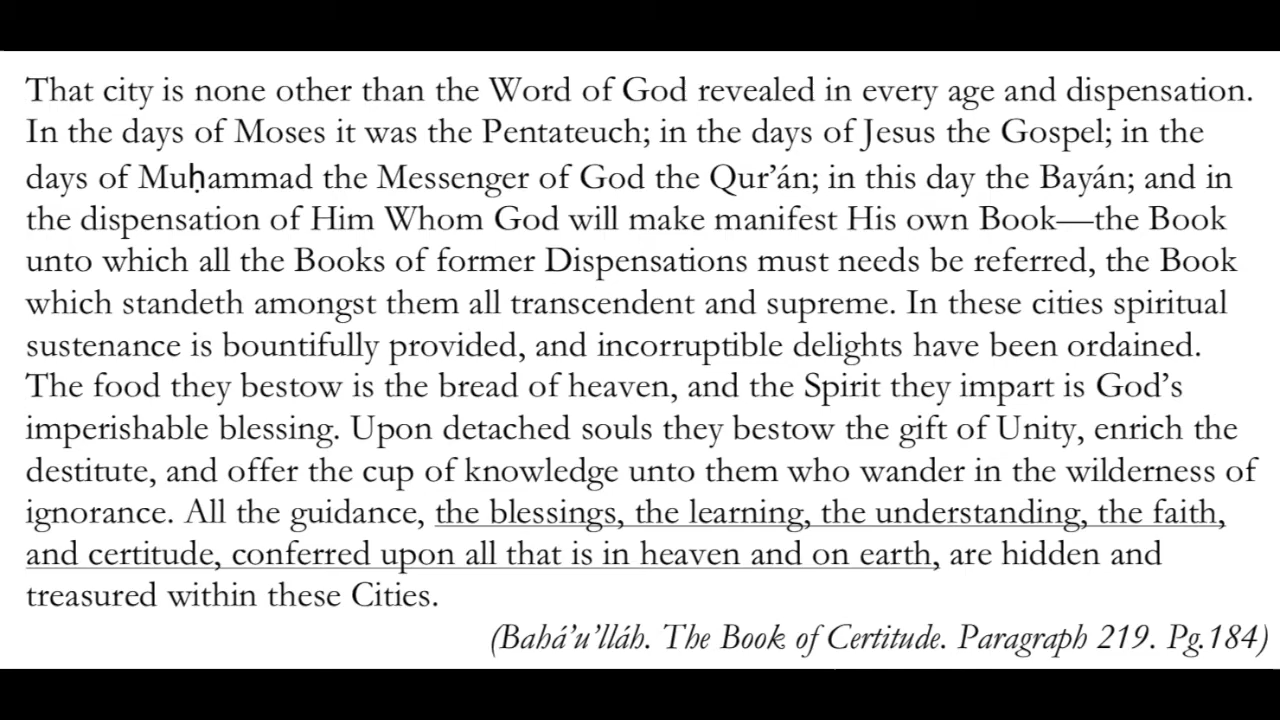 That city is none other than the Word of God revealed in every age and dispensation.
In the days of Moses it was the Pentateuch; in the days of Jesus the Gospel; in the
days of Muḥammad the Messenger of God the Qur’án; in this day the Bayán; and in
the dispensation of Him Whom God will make manifest His own Book—the Book
unto which all the Books of former Dispensations must needs be referred, the Book
which standeth amongst them all transcendent and supreme. In these cities spiritual
sustenance is bountifully provided, and incorruptible delights have been ordained.
The food they bestow is the bread of heaven, and the Spirit they impart is God’s
imperishable blessing. Upon detached souls they bestow the gift of Unity, enrich the
destitute, and offer the cup of knowledge unto them who wander in the wilderness of
ignorance. All the guidance, the blessings, the learning, the understanding, the faith,
and certitude, conferred upon all that is in heaven and on earth, are hidden and
treasured within these Cities.
(Bahá’u’lláh. The Book of Certitude. Paragraph 219. Pg.184)